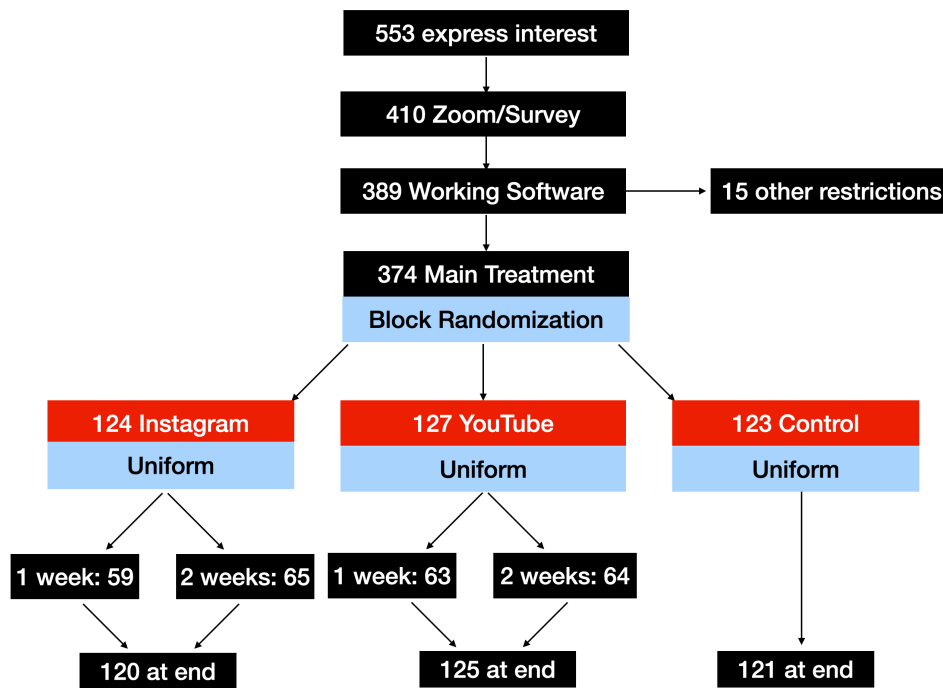 553 express interest
410 Zoom/Survey
389 Working Software
15 other restrictions
374 Main Treatment
Block Randomization
124 Instagram
Uniform
127 YouTube
Uniform
123 Control
Uniform
1 week: 59
2 weeks: 65
1 week: 63
2 weeks: 64
120 at end
125 at end
121 at end